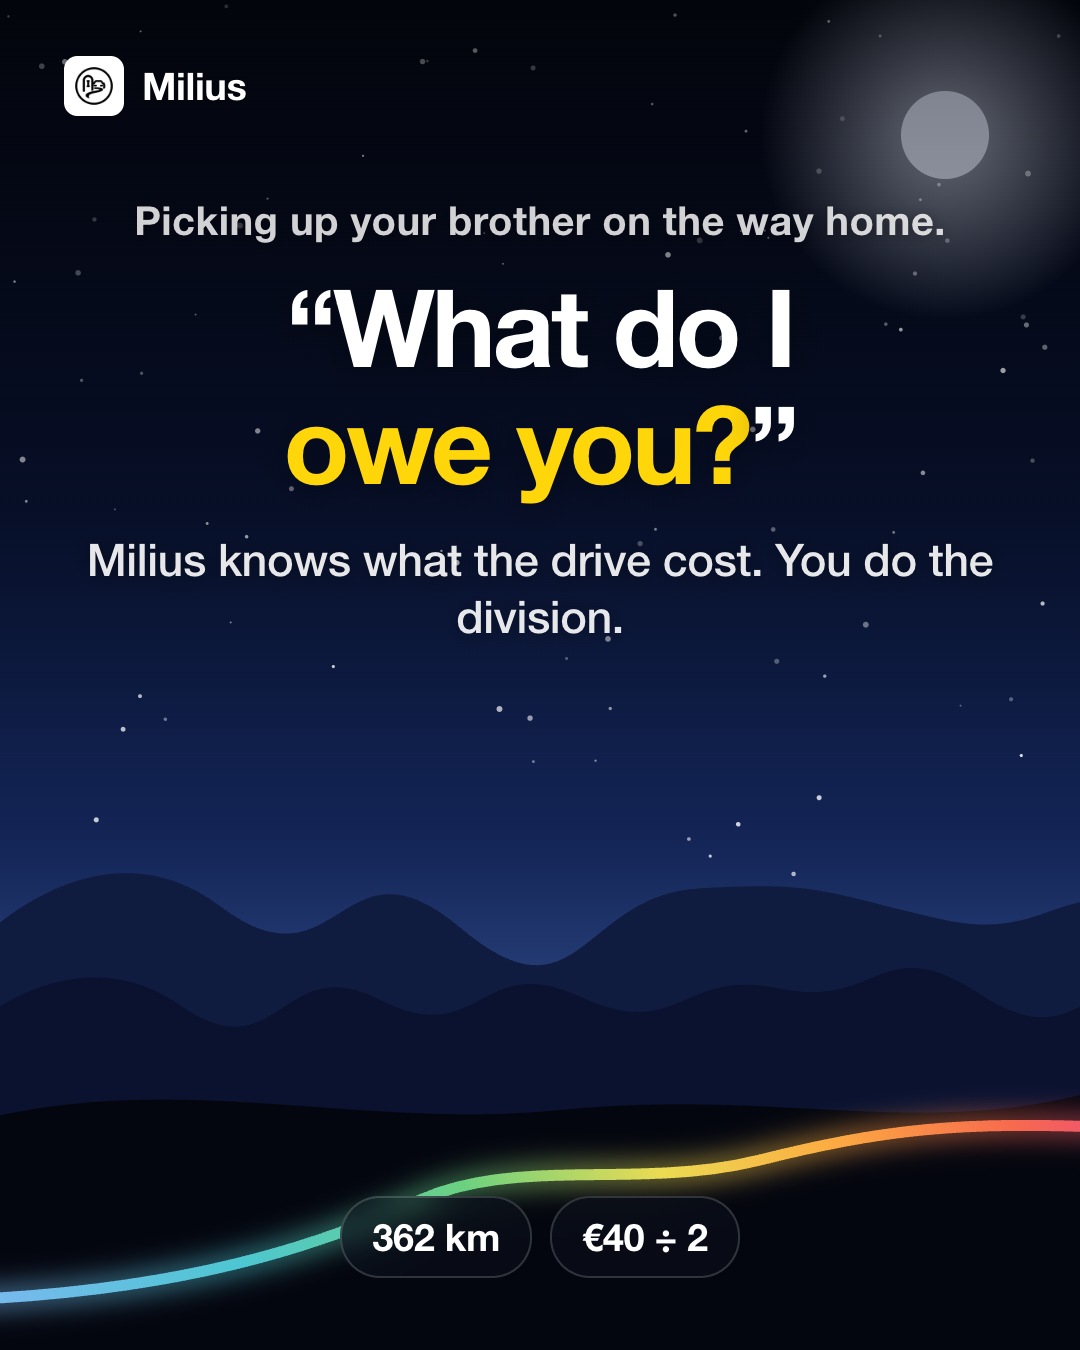 Milius
Picking up your brother on the way home.
“What do I
owe you?”
Milius knows what the drive cost. You do the
division.
362 km
€40 ÷ 2